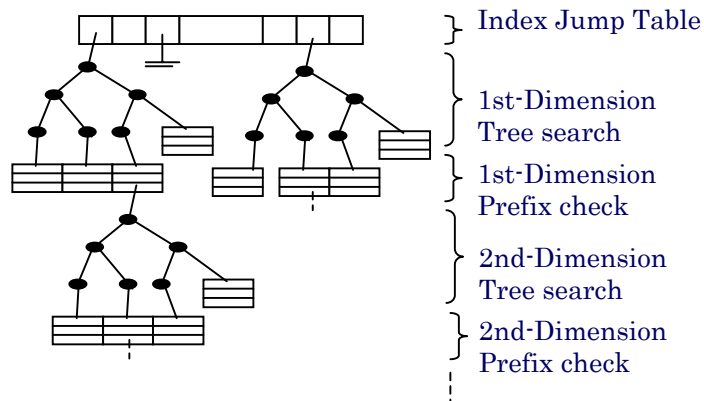 Index Jump Table
1st-Dimension
Tree search
1st-Dimension
Prefix check
2nd-Dimension
Tree search
2nd-Dimension
Prefix check